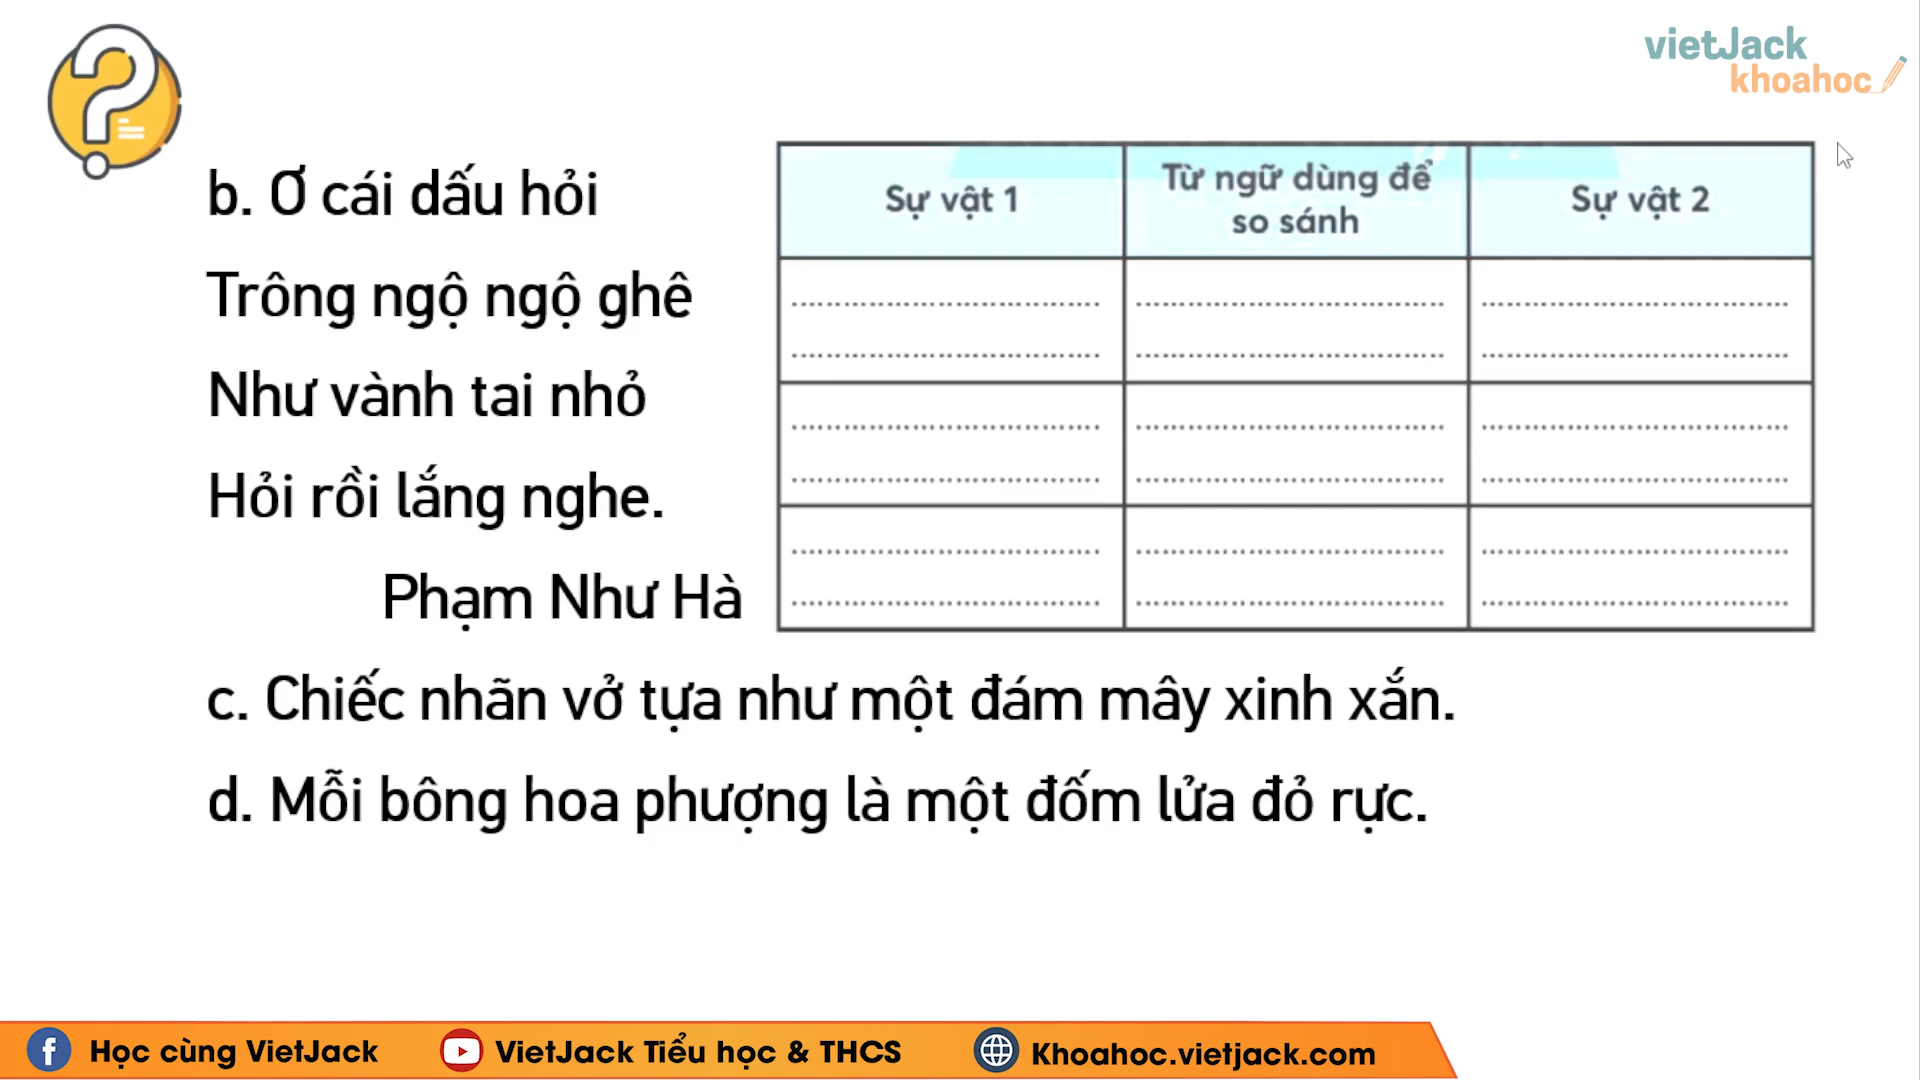 vietJack
khoahoc
b. Ơ cái dấu hỏi
Trông ngộ ngộ ghê
Như vành tai nhỏ
Hỏi rồi lắng nghe.
Phạm Như Hà
Sự vật 1
Từ ngữ dùng để
so sánh
Sự vật 2
c. Chiếc nhãn vở tựa như một đám mây xinh xắn.
d. Mỗi bông hoa phượng là một đốm lửa đỏ rực.
Học cùng VietJack
VietJack Tiểu học & THCS
Khoahoc.vietjack.com